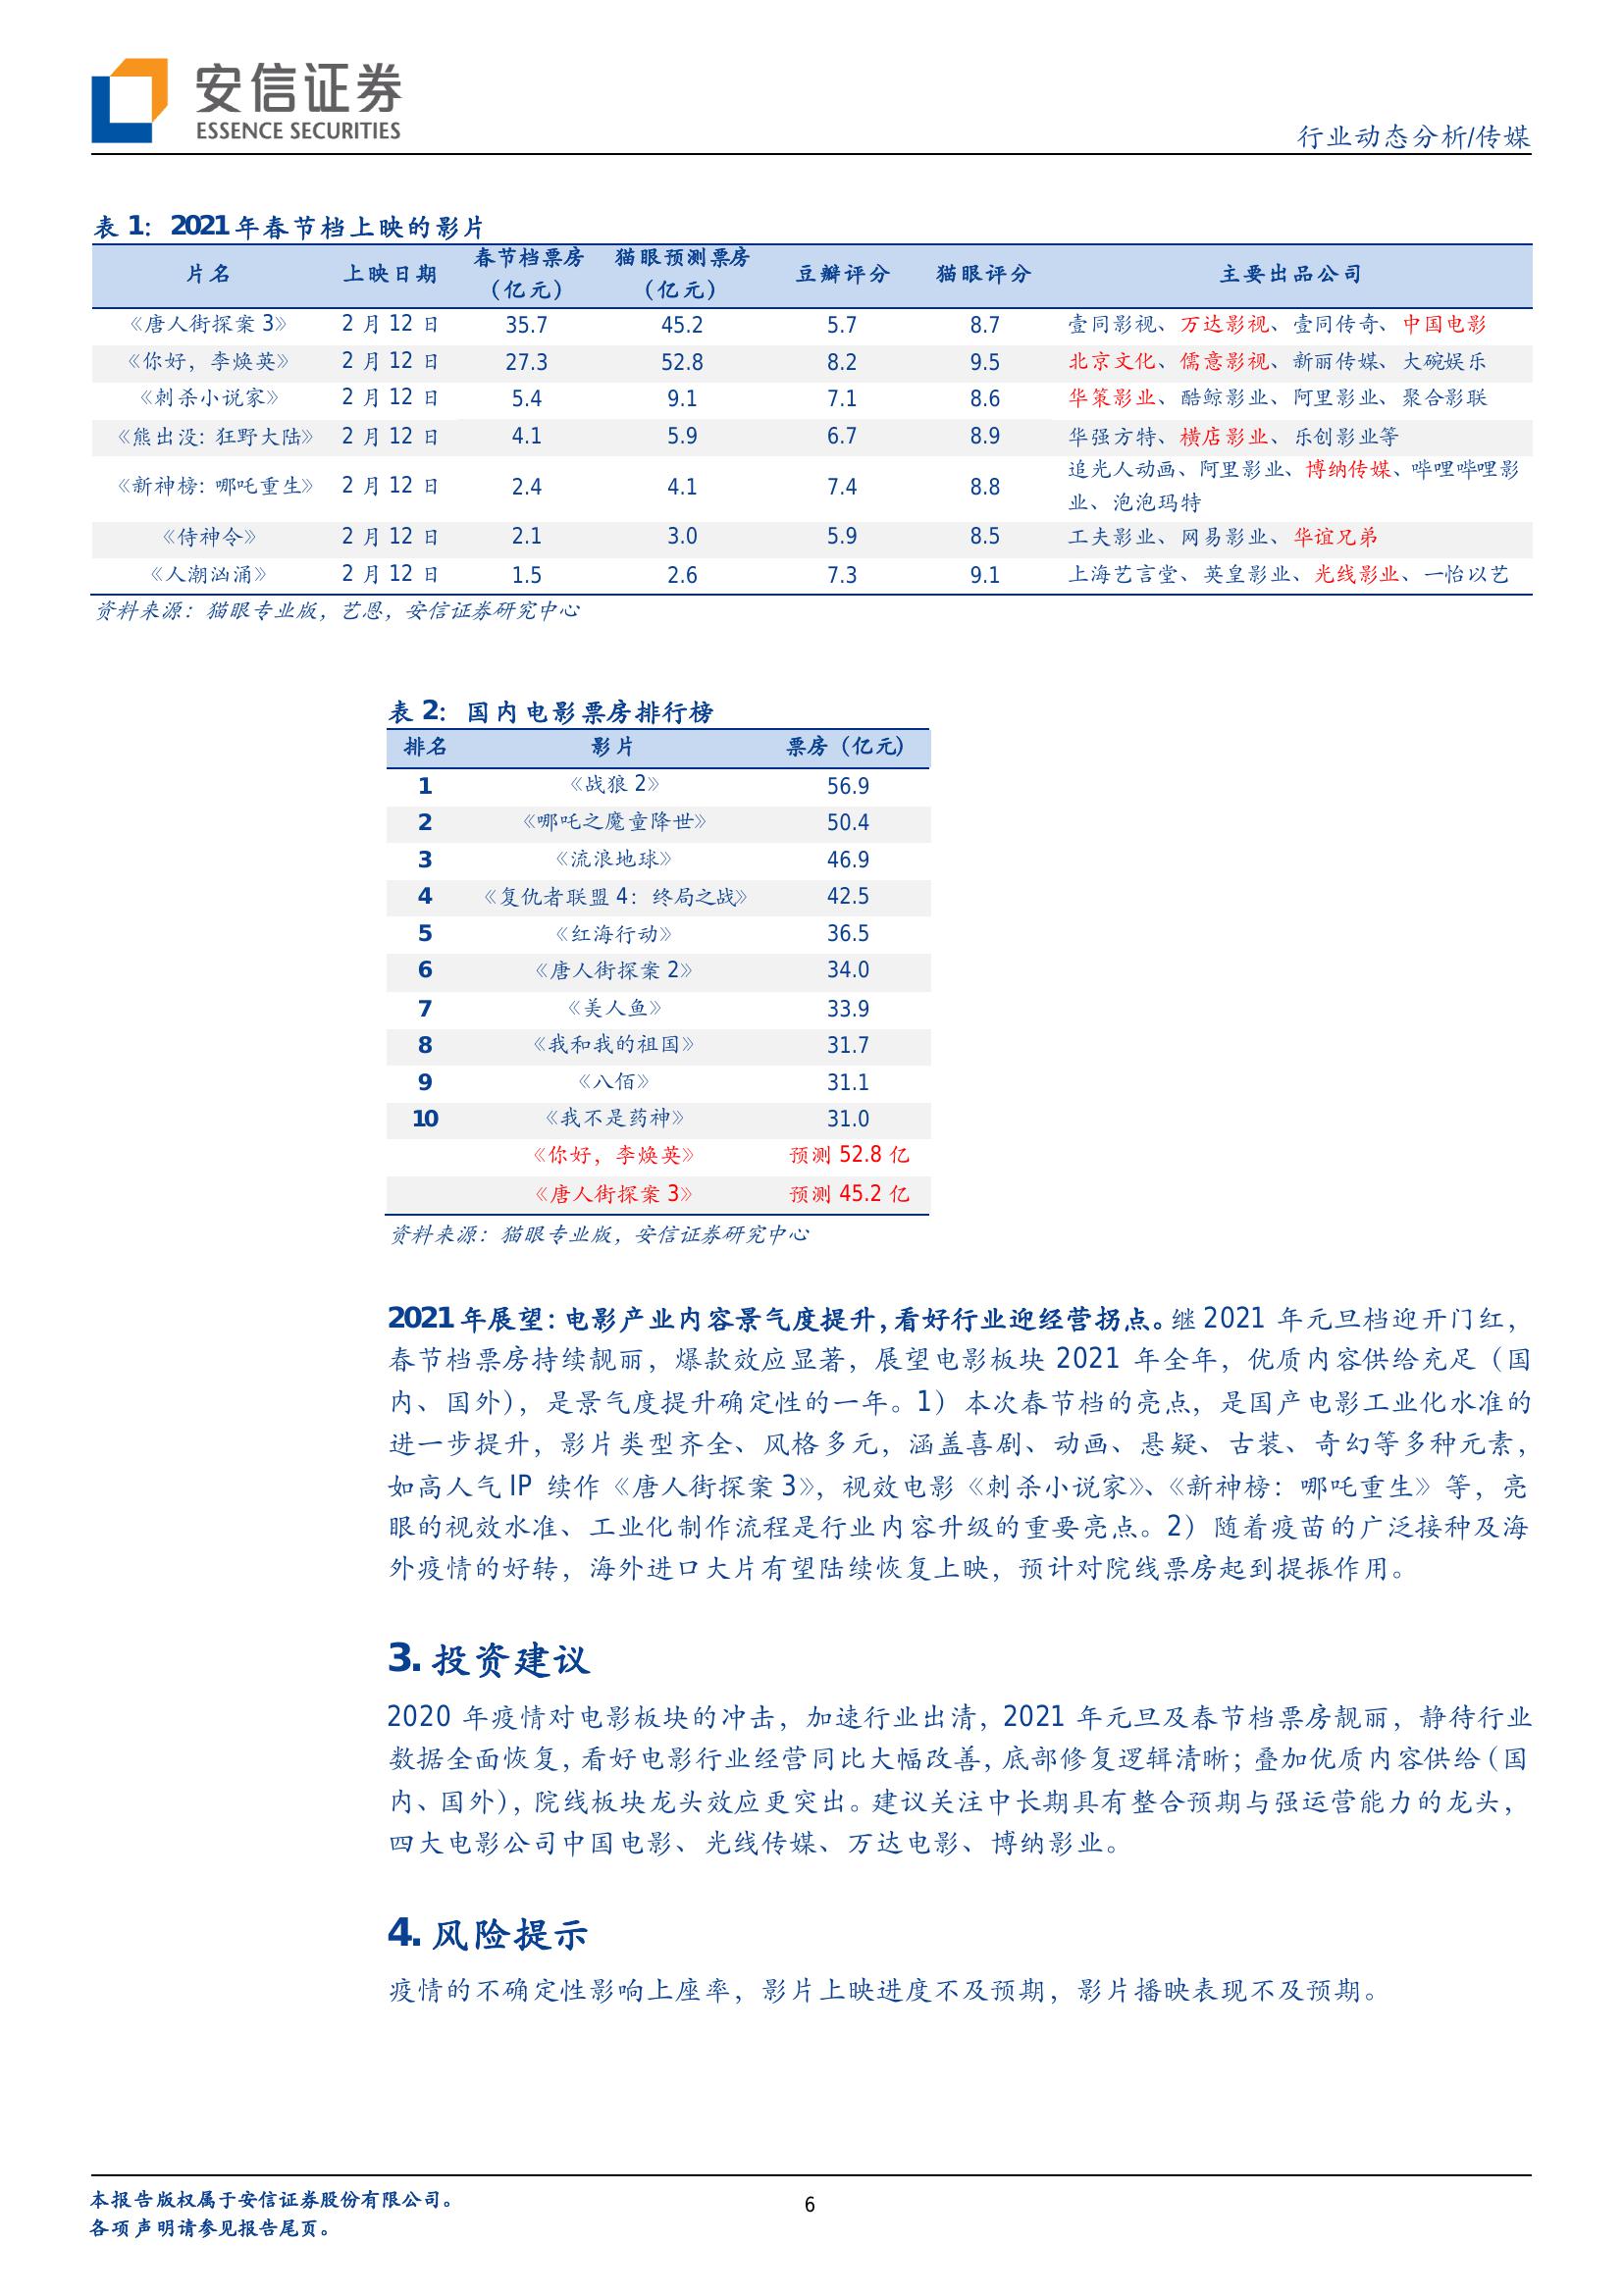 安信证券
ESSENCE SECURITIES
行业动态分析/传媒
表 1：2021 年春节档上映的影片
片名 上映日期 春节档票房（亿元） 猫眼预测票房（亿元） 豆瓣评分 猫眼评分 主要出品公司
《唐人街探案 3》 2 月 12 日 35.7 45.2 5.7 8.7 壹同影视、万达影视、壹同传奇、中国电影
《你好，李焕英》 2 月 12 日 27.3 52.8 8.2 9.5 北京文化、儒意影视、新丽传媒、大碗娱乐
《刺杀小说家》 2 月 12 日 5.4 9.1 7.1 8.6 华策影业、酷鲸影业、阿里影业、聚合影联
《熊出没：狂野大陆》 2 月 12 日 4.1 5.9 6.7 8.9 华强方特、横店影业、乐创影业等
《新神榜：哪吒重生》 2 月 12 日 2.4 4.1 7.4 8.8 追光人动画、阿里影业、博纳传媒、哔哩哔哩影
业、泡泡玛特
《侍神令》 2 月 12 日 2.1 3.0 5.9 8.5 工夫影业、网易影业、华谊兄弟
《人潮汹涌》 2 月 12 日 1.5 2.6 7.3 9.1 上海艺言堂、英皇影业、光线影业、一怡以艺
资料来源：猫眼专业版，艺恩，安信证券研究中心
表 2：国内电影票房排行榜
排名 影片 票房（亿元）
1 《战狼 2》 56.9
2 《哪吒之魔童降世》 50.4
3 《流浪地球》 46.9
4 《复仇者联盟 4：终局之战》 42.5
5 《红海行动》 36.5
6 《唐人街探案 2》 34.0
7 《美人鱼》 33.9
8 《我和我的祖国》 31.7
9 《八佰》 31.1
10 《我不是药神》 31.0
《你好，李焕英》 预测 52.8 亿
《唐人街探案 3》 预测 45.2 亿
资料来源：猫眼专业版，安信证券研究中心
2021 年展望：电影产业内容景气度提升，看好行业迎经营拐点。继 2021 年元旦档迎开门红，
春节档票房持续靓丽，爆款效应显著，展望电影板块 2021 年全年，优质内容供给充足（国
内、国外），是景气度提升确定性的一年。1）本次春节档的亮点，是国产电影工业化水准的
进一步提升，影片类型齐全、风格多元，涵盖喜剧、动画、悬疑、古装、奇幻等多种元素，
如高人气 IP 续作《唐人街探案 3》，视效电影《刺杀小说家》、《新神榜：哪吒重生》等，亮
眼的视效水准、工业化制作流程是行业内容升级的重要亮点。2）随着疫苗的广泛接种及海
外疫情的好转，海外进口大片有望陆续恢复上映，预计对院线票房起到提振作用。
3. 投资建议
2020 年疫情对电影板块的冲击，加速行业出清，2021 年元旦及春节档票房靓丽，静待行业
数据全面恢复，看好电影行业经营同比大幅改善，底部修复逻辑清晰；叠加优质内容供给（国
内、国外），院线板块龙头效应更突出。建议关注中长期具有整合预期与强运营能力的龙头，
四大电影公司中国电影、光线传媒、万达电影、博纳影业。
4. 风险提示
疫情的不确定性影响上座率，影片上映进度不及预期，影片播映表现不及预期。
本报告版权属于安信证券股份有限公司。
各项声明请参见报告尾页。
6